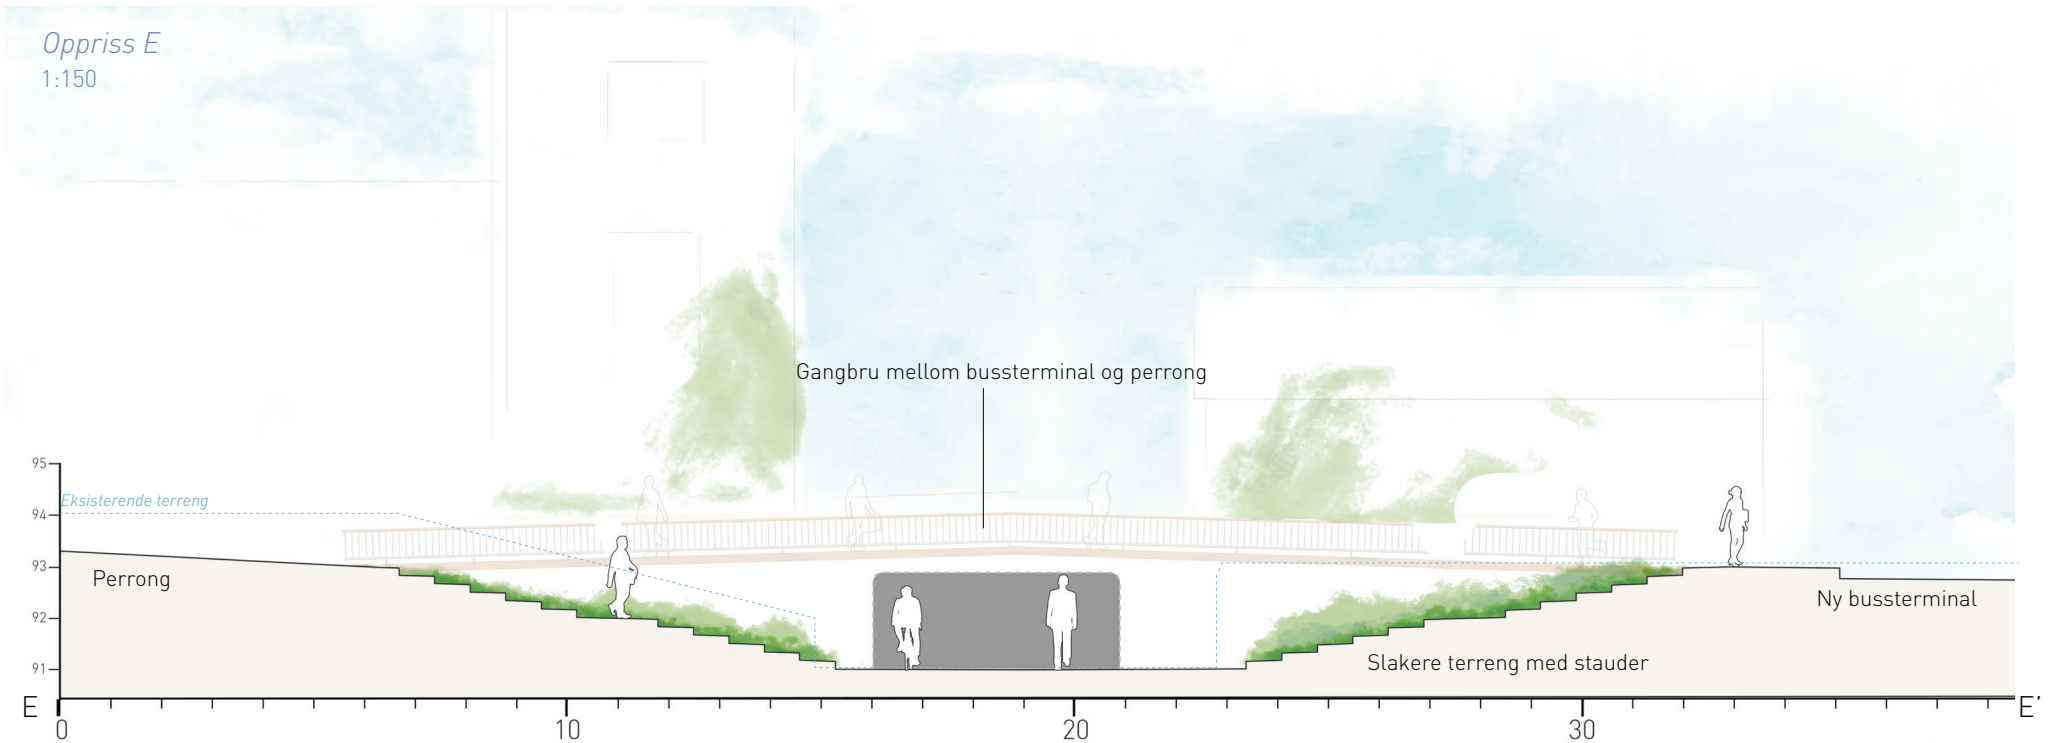 Oppriss E
1:150
Gangbru mellom bussterminal og perrong
95
Eksisterende terreng
94
93
Perrong
92
Ny bussterminal
91
Slakere terreng med stauder
E
E'
0
10
20
30